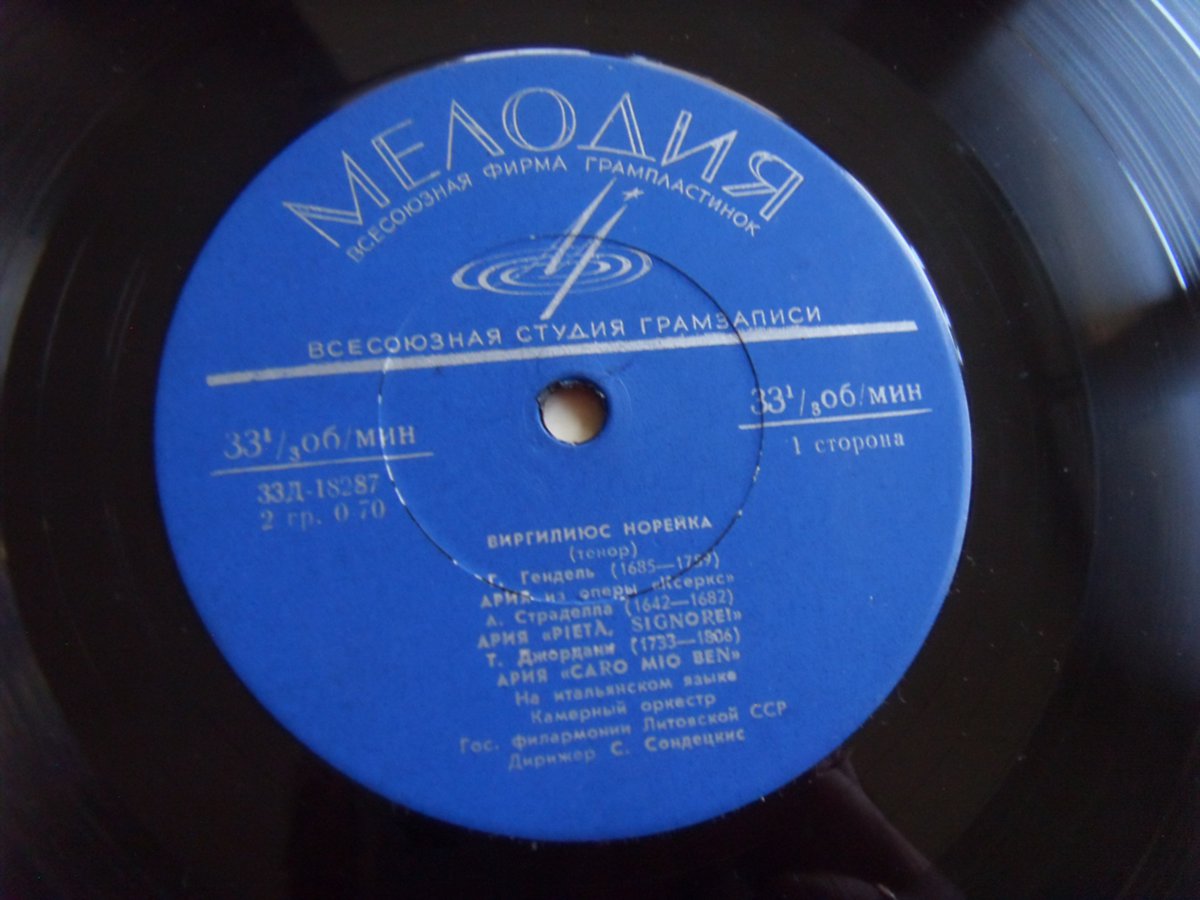 МЕЛОДИЯ
ВСЕСОЮЗНАЯ ФИРМА ГРАМПЛАСТИНОК
ВСЕСОЮЗНАЯ СТУДИЯ ГРАМЗАПИСИ
33¹/₃об/мин
33Д-18287
2 гр. 0-70
33¹/₃об/мин
1 сторона
ВИРГИЛИЮС НОРЕЙКА
(тенор)
Г. Гендель (1685—1759)
АРИЯ из оперы «Ксеркс»
А. Страделла (1642—1682)
АРИЯ «PIETA, SIGNORE!»
Т. Джордани (1733—1806)
АРИЯ «CARO MIO BEN»
На итальянском языке
Камерный оркестр
Гос. филармонии Литовской ССР
Дирижер С. Сондецкис